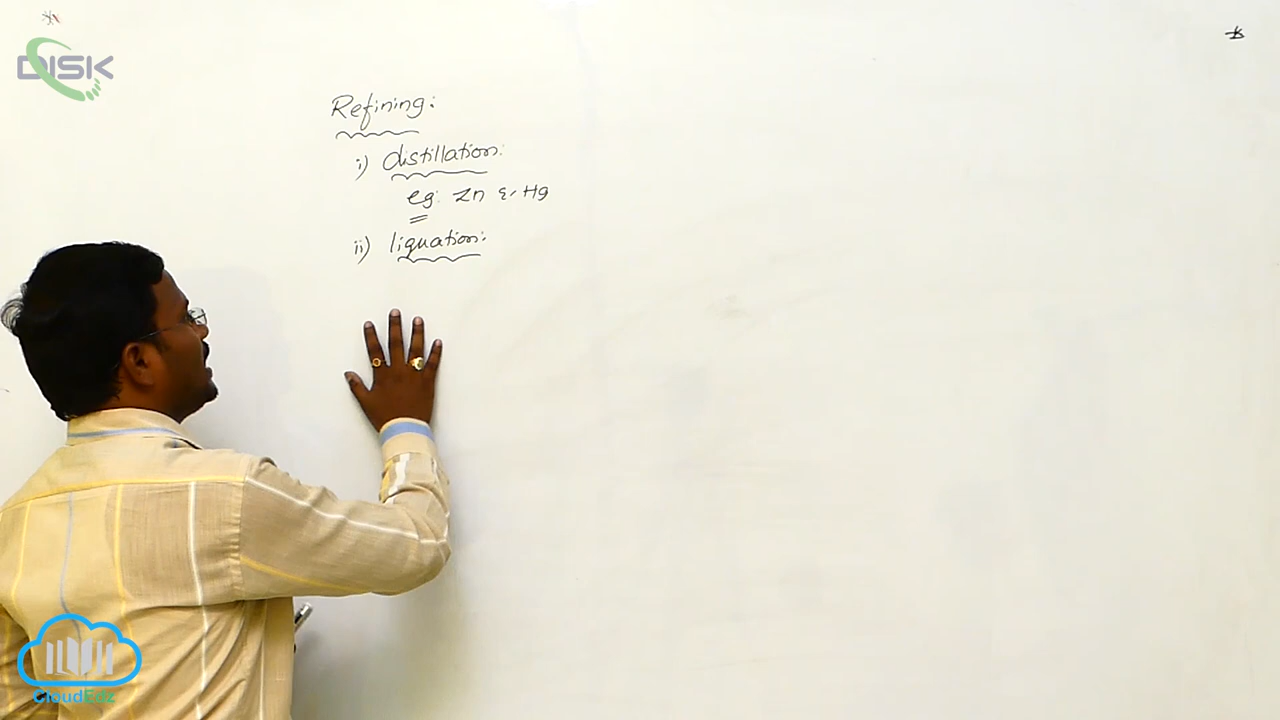 DISK
Refining:
i) distillation:
eg: Zn & Hg
ii) liquation:
CloudEdz